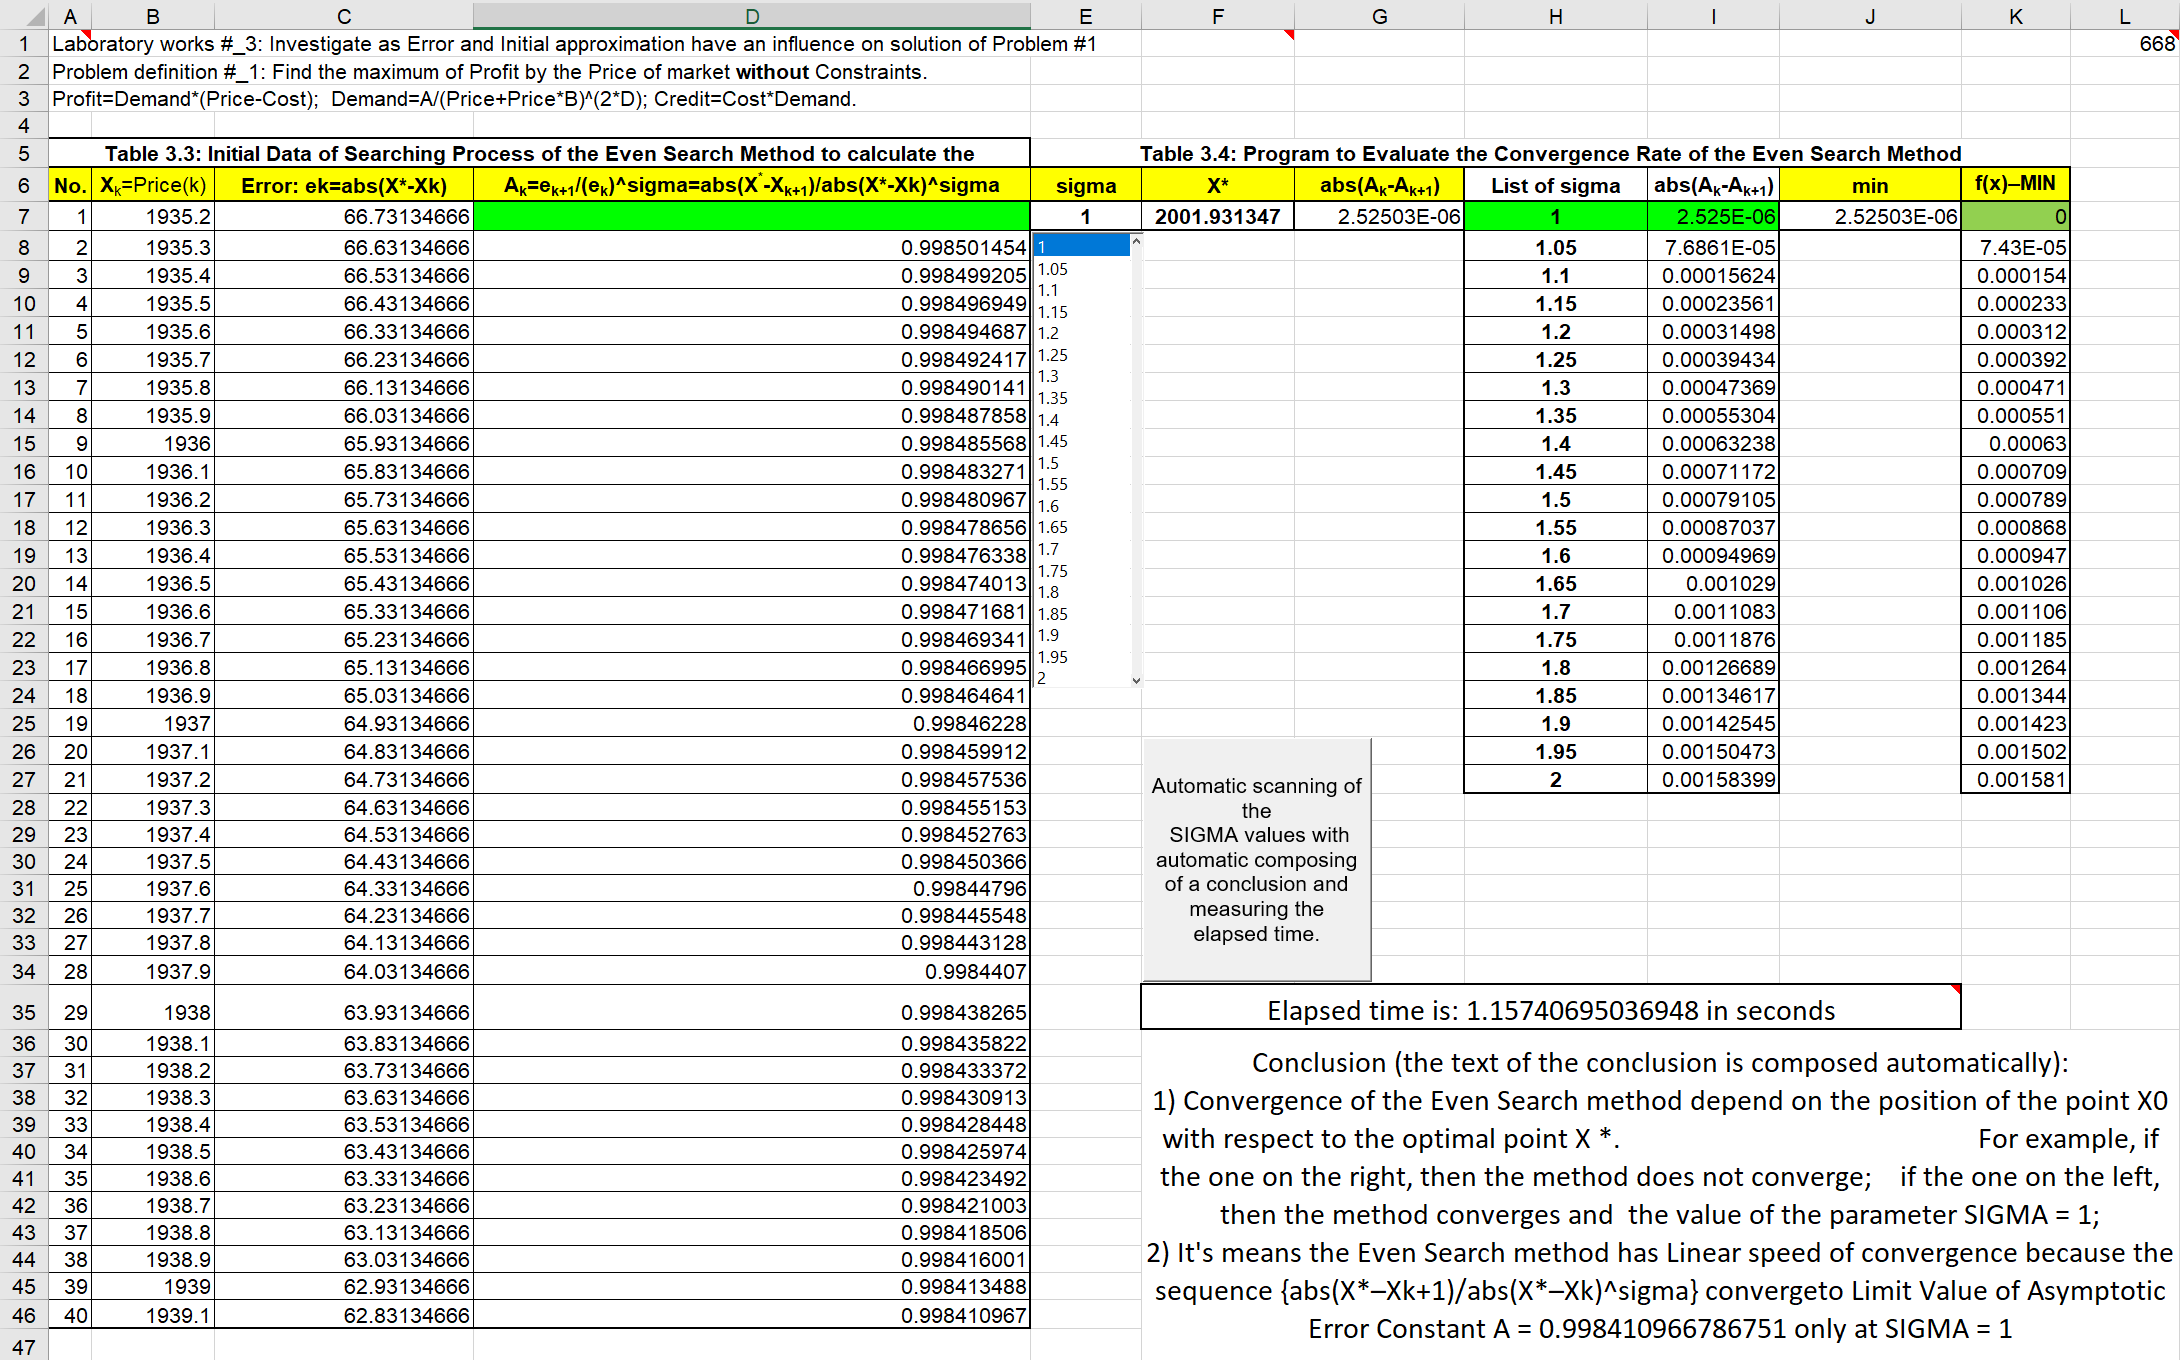 A B C D E F G H I J K L
1 Laboratory works #_3: Investigate as Error and Initial approximation have an influence on solution of Problem #1 668
2 Problem definition #_1: Find the maximum of Profit by the Price of market without Constraints.
3 Profit=Demand*(Price-Cost); Demand=A/(Price+Price*B)^(2*D); Credit=Cost*Demand.
4
5 Table 3.3: Initial Data of Searching Process of the Even Search Method to calculate the Table 3.4: Program to Evaluate the Convergence Rate of the Even Search Method
6 No. Xk=Price(k) Error: ek=abs(X*-Xk) Ak=ek+1/(ek)^sigma=abs(X*-Xk+1)/abs(X*-Xk)^sigma sigma X* abs(Ak-Ak+1) List of sigma abs(Ak-Ak+1) min f(x)–MIN
7 1 1935.2 66.73134666 1 2001.931347 2.52503E-06 1 2.525E-06 2.52503E-06 0
8 2 1935.3 66.63134666 0.998501454 1 1.05 7.6861E-05 7.43E-05
9 3 1935.4 66.53134666 0.998499205 1.05 1.1 0.00015624 0.000154
10 4 1935.5 66.43134666 0.998496949 1.1 1.15 0.00023561 0.000233
1.15
11 5 1935.6 66.33134666 0.998494687 1.2 1.2 0.00031498 0.000312
12 6 1935.7 66.23134666 0.998492417 1.25 1.25 0.00039434 0.000392
13 7 1935.8 66.13134666 0.998490141 1.3 1.3 0.00047369 0.000471
1.35
14 8 1935.9 66.03134666 0.998487858 1.4 1.35 0.00055304 0.000551
15 9 1936 65.93134666 0.998485568 1.45 1.4 0.00063238 0.00063
16 10 1936.1 65.83134666 0.998483271 1.5 1.45 0.00071172 0.000709
1.55
17 11 1936.2 65.73134666 0.998480967 1.6 1.5 0.00079105 0.000789
18 12 1936.3 65.63134666 0.998478656 1.65 1.55 0.00087037 0.000868
19 13 1936.4 65.53134666 0.998476338 1.7 1.6 0.00094969 0.000947
1.75
20 14 1936.5 65.43134666 0.998474013 1.8 1.65 0.001029 0.001026
21 15 1936.6 65.33134666 0.998471681 1.85 1.7 0.0011083 0.001106
22 16 1936.7 65.23134666 0.998469341 1.9 1.75 0.0011876 0.001185
23 17 1936.8 65.13134666 0.998466995 1.95 1.8 0.00126689 0.001264
24 18 1936.9 65.03134666 0.998464641 2 1.85 0.00134617 0.001344
25 19 1937 64.93134666 0.99846228 1.9 0.00142545 0.001423
26 20 1937.1 64.83134666 0.998459912 1.95 0.00150473 0.001502
27 21 1937.2 64.73134666 0.998457536 2 0.00158399 0.001581
28 22 1937.3 64.63134666 0.998455153
29 23 1937.4 64.53134666 0.998452763
30 24 1937.5 64.43134666 0.998450366
31 25 1937.6 64.33134666 0.99844796
32 26 1937.7 64.23134666 0.998445548
33 27 1937.8 64.13134666 0.998443128
34 28 1937.9 64.03134666 0.9984407
35 29 1938 63.93134666 0.998438265
36 30 1938.1 63.83134666 0.998435822
37 31 1938.2 63.73134666 0.998433372
38 32 1938.3 63.63134666 0.998430913
39 33 1938.4 63.53134666 0.998428448
40 34 1938.5 63.43134666 0.998425974
41 35 1938.6 63.33134666 0.998423492
42 36 1938.7 63.23134666 0.998421003
43 37 1938.8 63.13134666 0.998418506
44 38 1938.9 63.03134666 0.998416001
45 39 1939 62.93134666 0.998413488
46 40 1939.1 62.83134666 0.998410967
47
Automatic scanning of
the
SIGMA values with
automatic composing
of a conclusion and
measuring the
elapsed time.
Elapsed time is: 1.15740695036948 in seconds
Conclusion (the text of the conclusion is composed automatically):
1) Convergence of the Even Search method depend on the position of the point X0
with respect to the optimal point X *. For example, if
the one on the right, then the method does not converge; if the one on the left,
then the method converges and the value of the parameter SIGMA = 1;
2) It's means the Even Search method has Linear speed of convergence because the
sequence {abs(X*–Xk+1)/abs(X*–Xk)^sigma} convergeto Limit Value of Asymptotic
Error Constant A = 0.998410966786751 only at SIGMA = 1